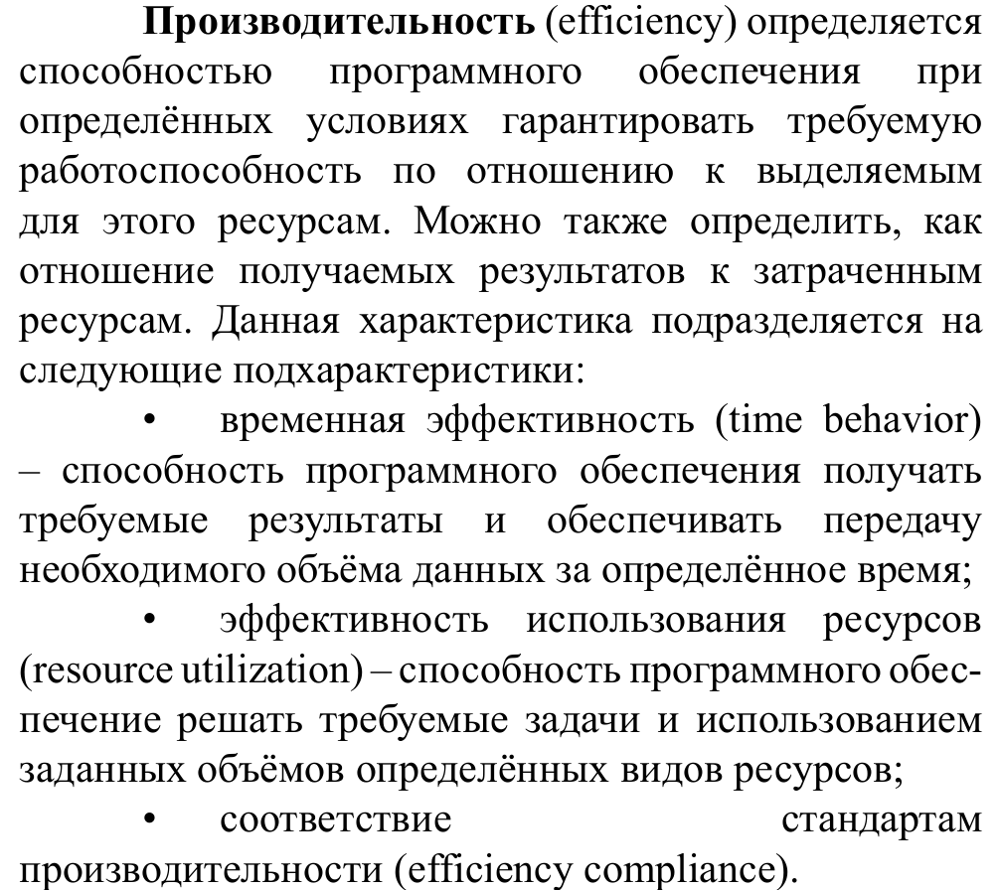 Производительность (efficiency) определяется
способностью программного обеспечения при
определённых условиях гарантировать требуемую
работоспособность по отношению к выделяемым
для этого ресурсам. Можно также определить, как
отношение получаемых результатов к затраченным
ресурсам. Данная характеристика подразделяется на
следующие подхарактеристики:
• временная эффективность (time behavior)
– способность программного обеспечения получать
требуемые результаты и обеспечивать передачу
необходимого объёма данных за определённое время;
• эффективность использования ресурсов
(resource utilization) – способность программного обес-
печение решать требуемые задачи и использованием
заданных объёмов определённых видов ресурсов;
• соответствие стандартам
производительности (efficiency compliance).